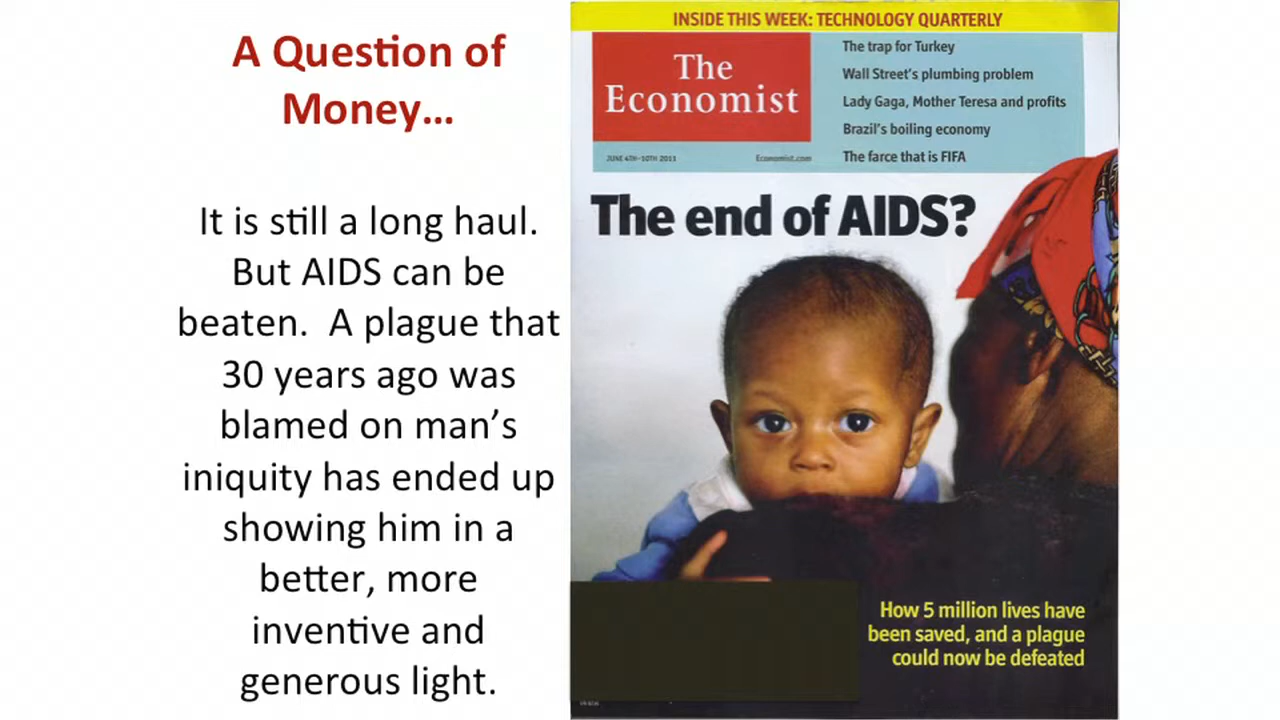 A Question of
Money…
It is still a long haul.
But AIDS can be
beaten.  A plague that
30 years ago was
blamed on man's
iniquity has ended up
showing him in a
better, more
inventive and
generous light.
INSIDE THIS WEEK: TECHNOLOGY QUARTERLY
The
Economist
The trap for Turkey
Wall Street's plumbing problem
Lady Gaga, Mother Teresa and profits
Brazil's boiling economy
The farce that is FIFA
JUNE 4TH–10TH 2011
Economist.com
The end of AIDS?
How 5 million lives have
been saved, and a plague
could now be defeated